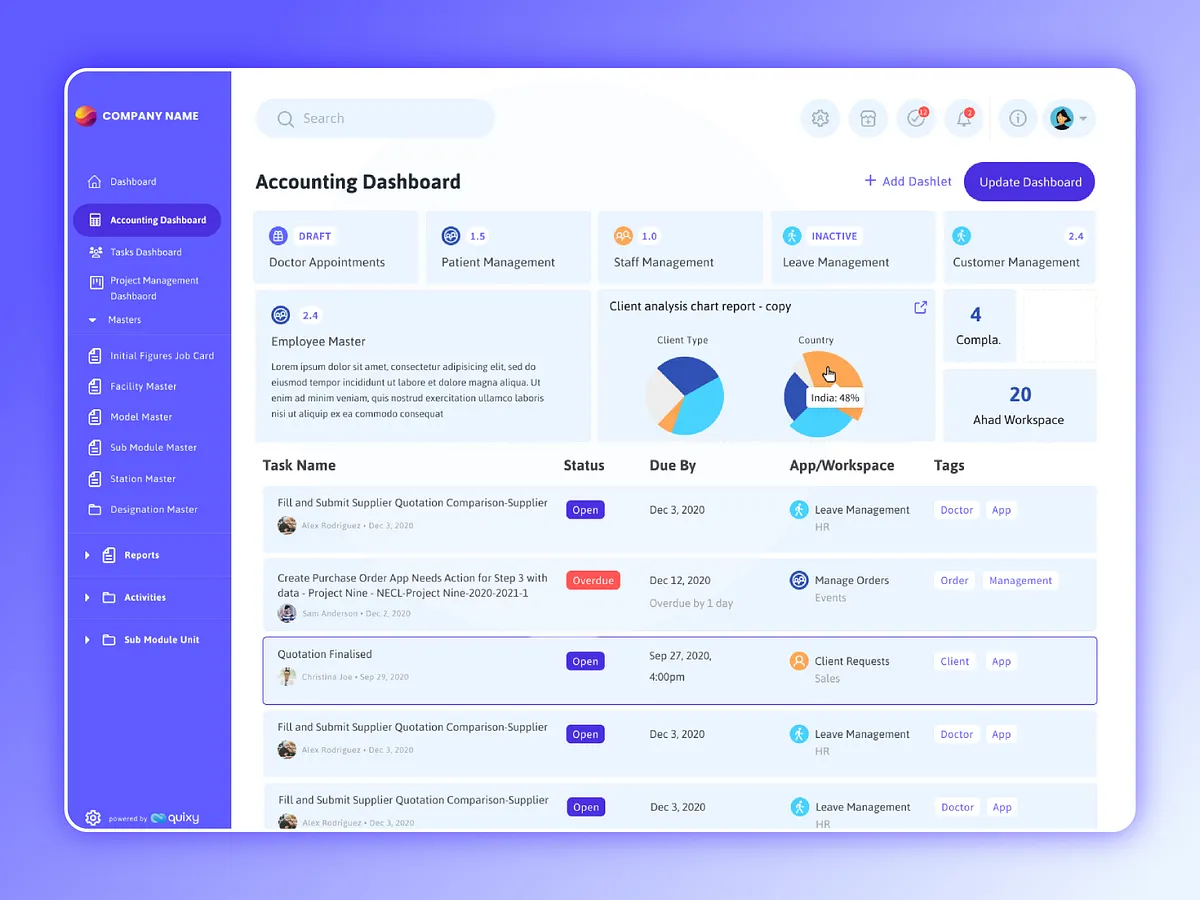 COMPANY NAME
Dashboard
Accounting Dashboard
Tasks Dashboard
Project Management
Dashbaord
Masters
Initial Figures Job Card
Facility Master
Model Master
Sub Module Master
Station Master
Designation Master
Reports
Activities
Sub Module Unit
powered by quixy
Search
12
2
Accounting Dashboard
+ Add Dashlet
Update Dashboard
DRAFT
Doctor Appointments
1.5
Patient Management
1.0
Staff Management
INACTIVE
Leave Management
2.4
Customer Management
2.4
Employee Master
Lorem ipsum dolor sit amet, consectetur adipisicing elit, sed do
eiusmod tempor incididunt ut labore et dolore magna aliqua. Ut
enim ad minim veniam, quis nostrud exercitation ullamco laboris
nisi ut aliquip ex ea commodo consequat
Client analysis chart report - copy
Client Type
Country
India: 48%
4
Compla.
20
Ahad Workspace
Task Name Status Due By App/Workspace Tags
Fill and Submit Supplier Quotation Comparison-Supplier
Alex Rodriguez • Dec 3, 2020
Open
Dec 3, 2020
Leave Management
HR
Doctor App
Create Purchase Order App Needs Action for Step 3 with
data - Project Nine - NECL-Project Nine-2020-2021-1
Sam Anderson • Dec 2, 2020
Overdue
Dec 12, 2020
Overdue by 1 day
Manage Orders
Events
Order Management
Quotation Finalised
Christina Joe • Sep 29, 2020
Open
Sep 27, 2020,
4:00pm
Client Requests
Sales
Client App
Fill and Submit Supplier Quotation Comparison-Supplier
Alex Rodriguez • Dec 3, 2020
Open
Dec 3, 2020
Leave Management
HR
Doctor App
Fill and Submit Supplier Quotation Comparison-Supplier
Alex Rodriguez • Dec 3, 2020
Open
Dec 3, 2020
Leave Management
HR
Doctor App